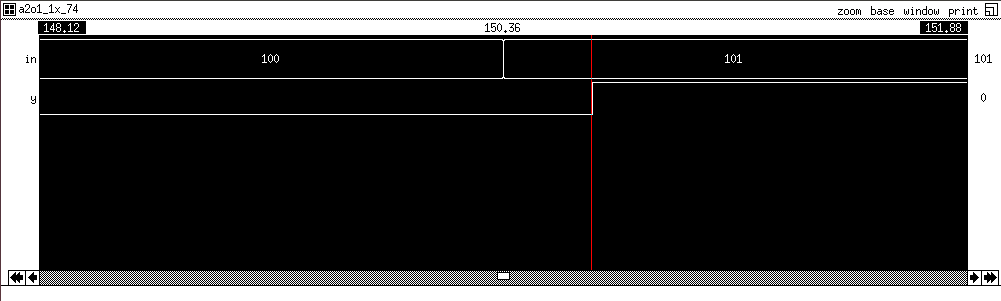 a2o1_1x_74
zoom base window print
148.12 150.36 151.88
in 100 101 101
y 0